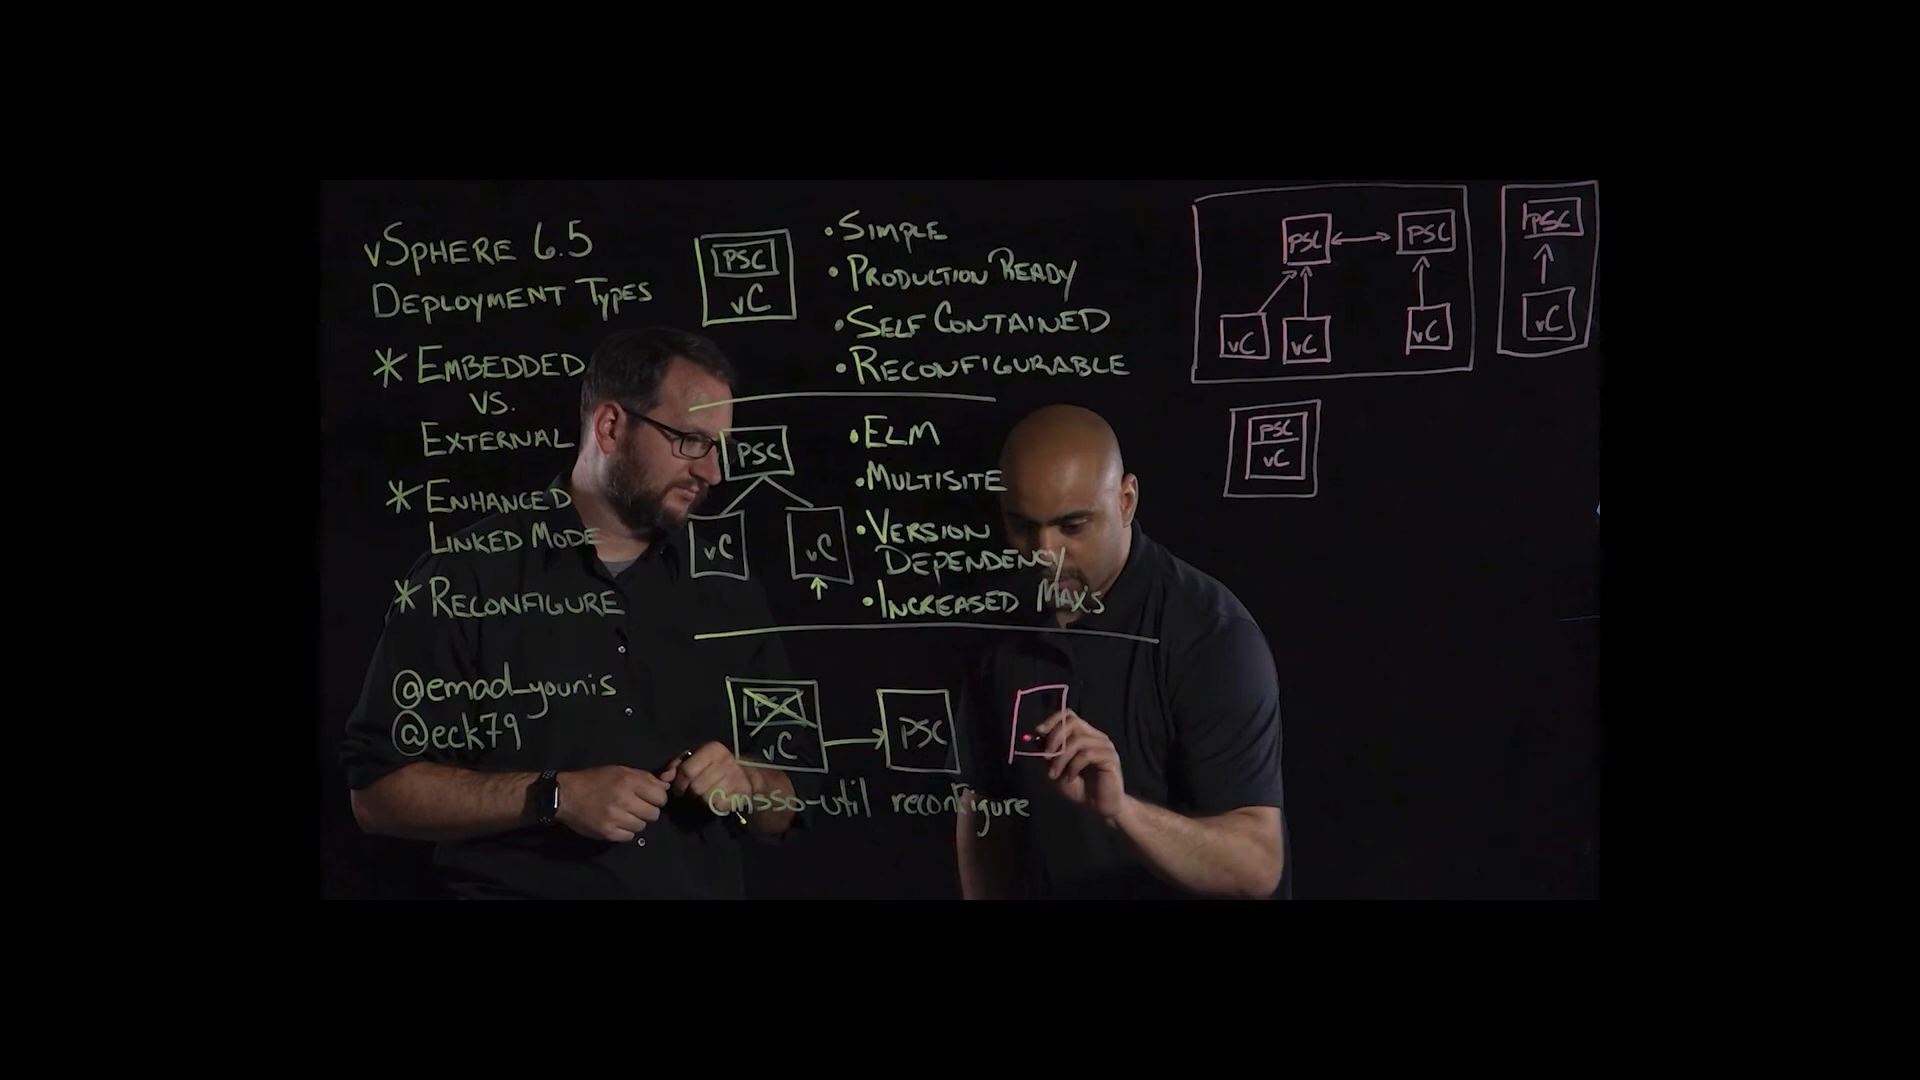 vSPHERE 6.5
DEPLOYMENT TYPES
* EMBEDDED
VS.
EXTERNAL
* ENHANCED
LINKED MODE
* RECONFIGURE
@emad_younis
@eck79
PSC
vC
• SIMPLE
• PRODUCTION READY
• SELF CONTAINED
• RECONFIGURABLE
PSC
vC vC
• ELM
• MULTISITE
• VERSION
DEPENDENCY
• INCREASED MAX'S
PSC
vC
PSC
cmsso-util reconfigure
PSC PSC
vC vC vC
PSC
vC
PSC
vC